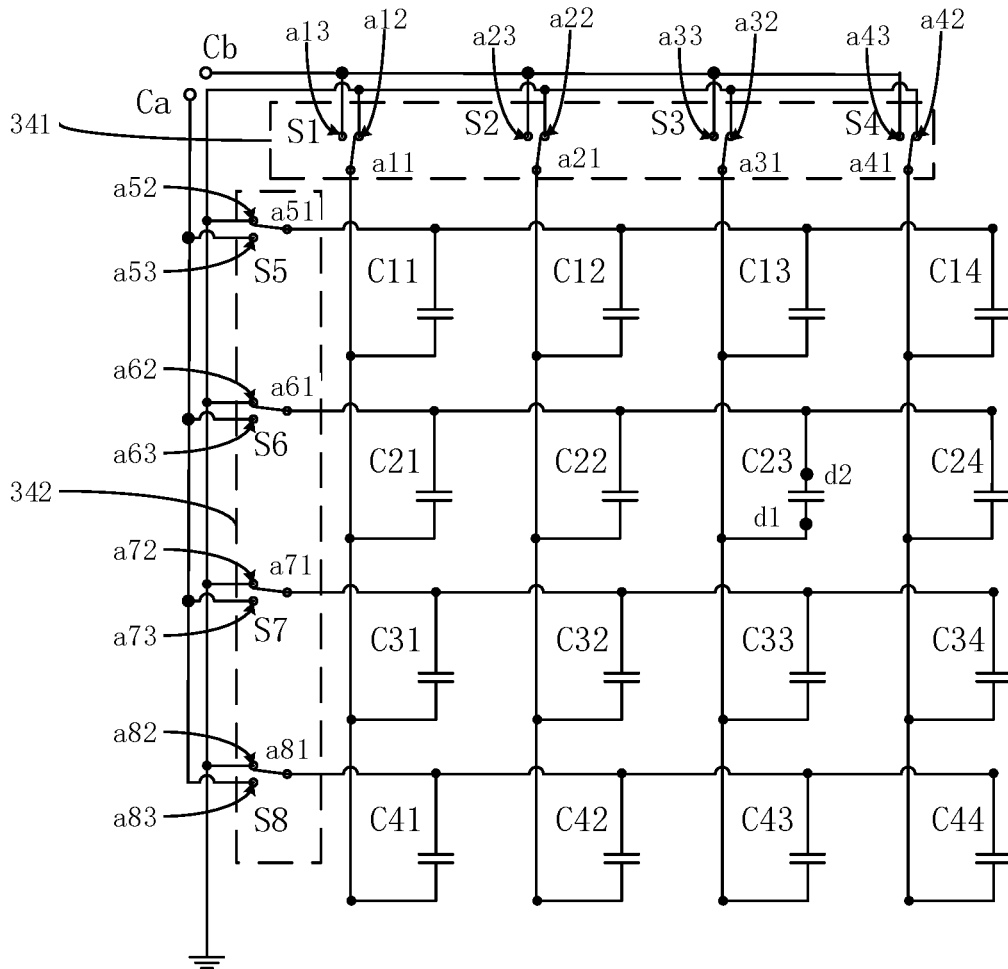 a13 a12 a23 a22 a33 a32 a43 a42
Cb
Ca
341 S1 S2 S3 S4
a11 a21 a31 a41
a52 a51
a53 S5 C11 C12 C13 C14
a62 a61
a63 S6 C21 C22 C23 C24
342 d2
d1
a72 a71
a73 S7 C31 C32 C33 C34
a82 a81
a83 S8 C41 C42 C43 C44